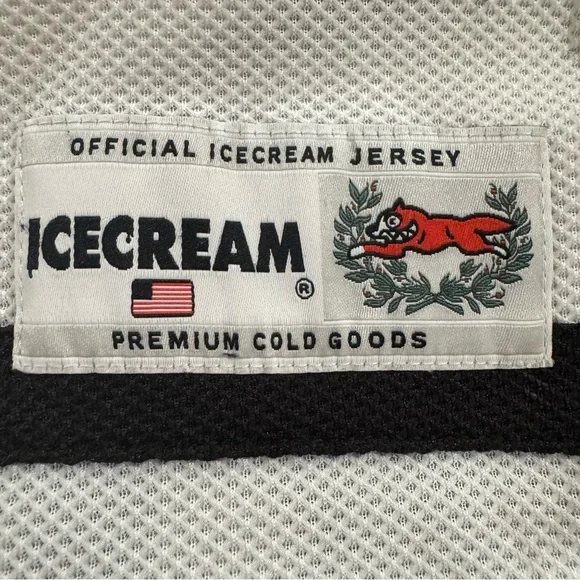 OFFICIAL ICECREAM JERSEY
ICECREAM ®
PREMIUM COLD GOODS